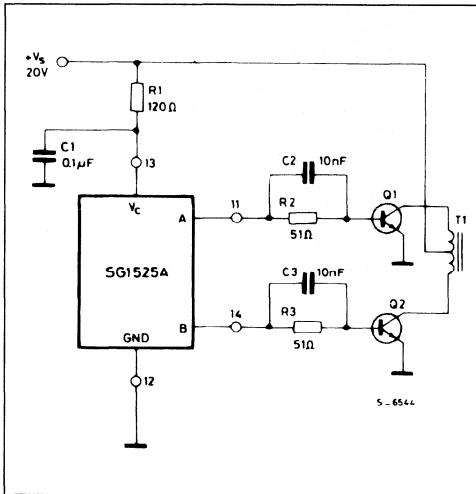 +Vs
20V
R1
120Ω
C1
0.1µF
13
VC
SG1525A
A
11
C2 10nF
R2
51Ω
Q1
T1
B
14
C3 10nF
R3
51Ω
Q2
GND
12
S_6544